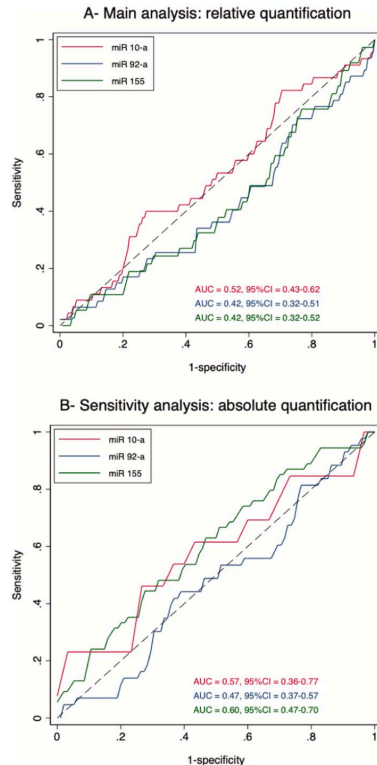 A- Main analysis: relative quantification
miR 10-a
miR 92-a
miR 155
Sensitivity
1
.8
.6
.4
.2
0
AUC = 0.52, 95%CI = 0.43-0.62
AUC = 0.42, 95%CI = 0.32-0.51
AUC = 0.42, 95%CI = 0.32-0.52
0
.2
.4
.6
.8
1
1-specificity
B- Sensitivity analysis: absolute quantification
miR 10-a
miR 92-a
miR 155
Sensitivity
1
.8
.6
.4
.2
0
AUC = 0.57, 95%CI = 0.36-0.77
AUC = 0.47, 95%CI = 0.37-0.57
AUC = 0.60, 95%CI = 0.47-0.70
0
.2
.4
.6
.8
1
1-specificity